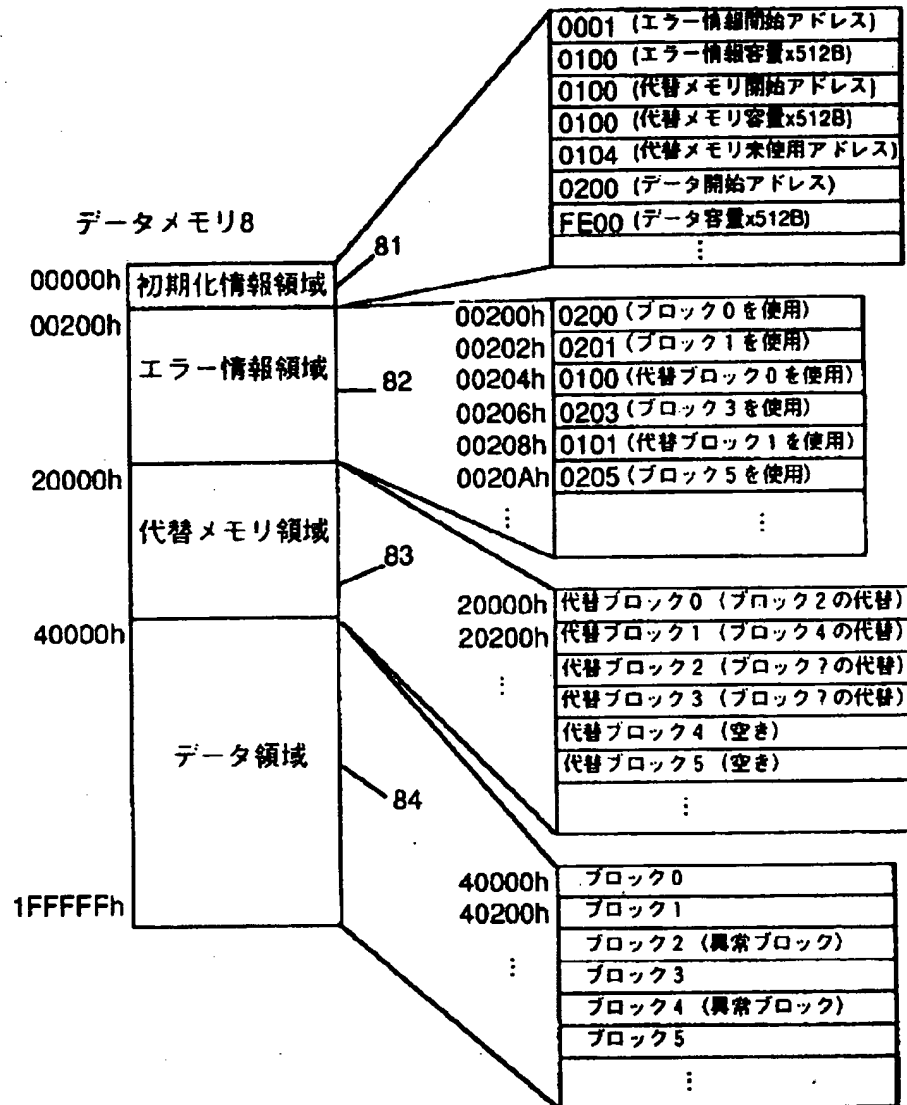 0001 (エラー情報開始アドレス)
0100 (エラー情報容量x512B)
0100 (代替メモリ開始アドレス)
0100 (代替メモリ容量x512B)
0104 (代替メモリ未使用アドレス)
0200 (データ開始アドレス)
FE00 (データ容量x512B)
⋮
データメモリ8
81
00000h 初期化情報領域
00200h
エラー情報領域
82
20000h
代替メモリ領域
83
40000h
データ領域
84
1FFFFFh
00200h 0200 (ブロック0を使用)
00202h 0201 (ブロック1を使用)
00204h 0100 (代替ブロック0を使用)
00206h 0203 (ブロック3を使用)
00208h 0101 (代替ブロック1を使用)
0020Ah 0205 (ブロック5を使用)
⋮ ⋮
20000h 代替ブロック0 (ブロック2の代替)
20200h 代替ブロック1 (ブロック4の代替)
代替ブロック2 (ブロック?の代替)
⋮ 代替ブロック3 (ブロック?の代替)
代替ブロック4 (空き)
代替ブロック5 (空き)
⋮
40000h ブロック0
40200h ブロック1
ブロック2 (異常ブロック)
⋮ ブロック3
ブロック4 (異常ブロック)
ブロック5
⋮